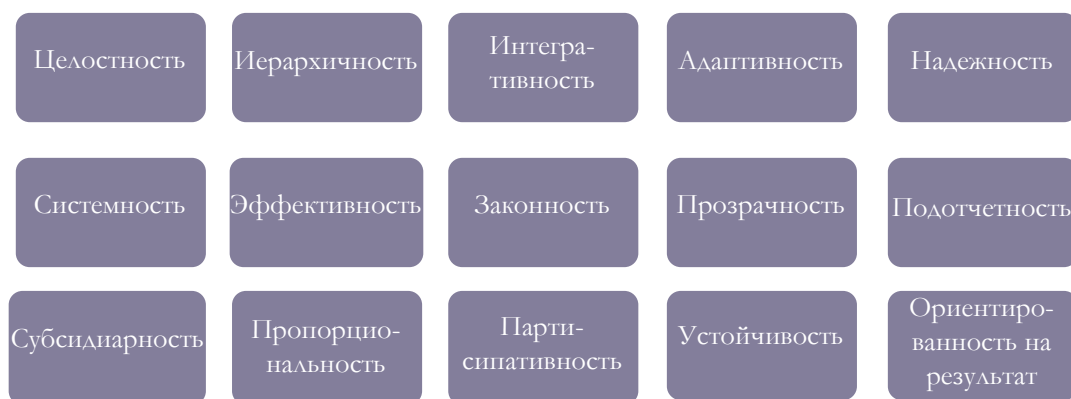 Целостность
Иерархичность
Интегра-
тивность
Адаптивность
Надежность
Системность
Эффективность
Законность
Прозрачность
Подотчетность
Субсидиарность
Пропорцио-
нальность
Парти-
сипативность
Устойчивость
Ориентиро-
ванность на
результат